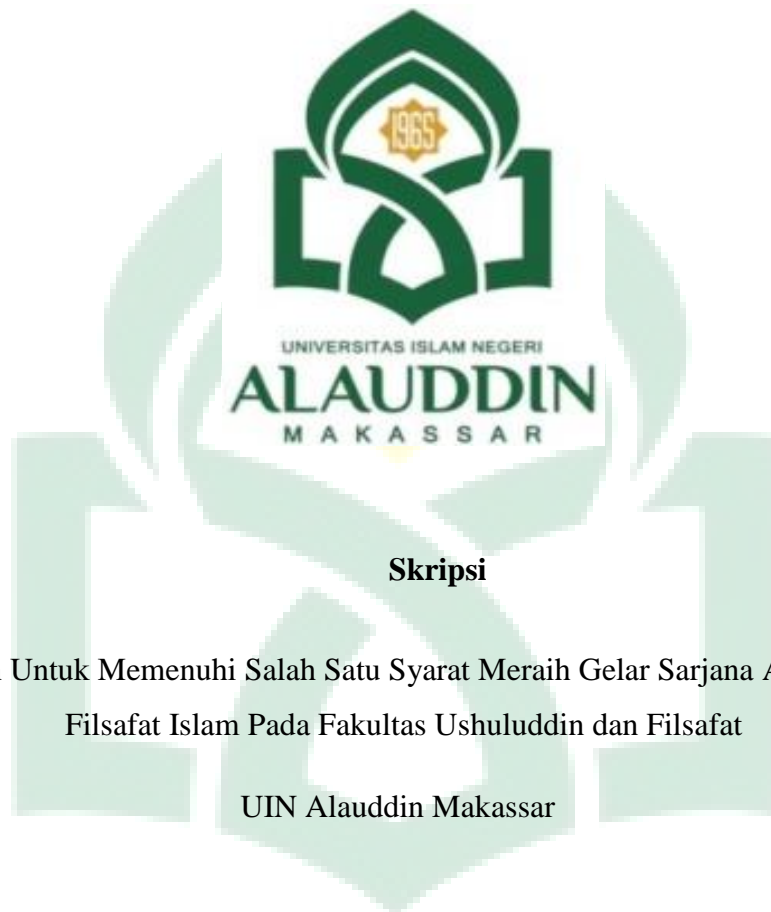 1965
UNIVERSITAS ISLAM NEGERI
ALAUDDIN
MAKASSAR
Skripsi
Untuk Memenuhi Salah Satu Syarat Meraih Gelar Sarjana
Filsafat Islam Pada Fakultas Ushuluddin dan Filsafat
UIN Alauddin Makassar